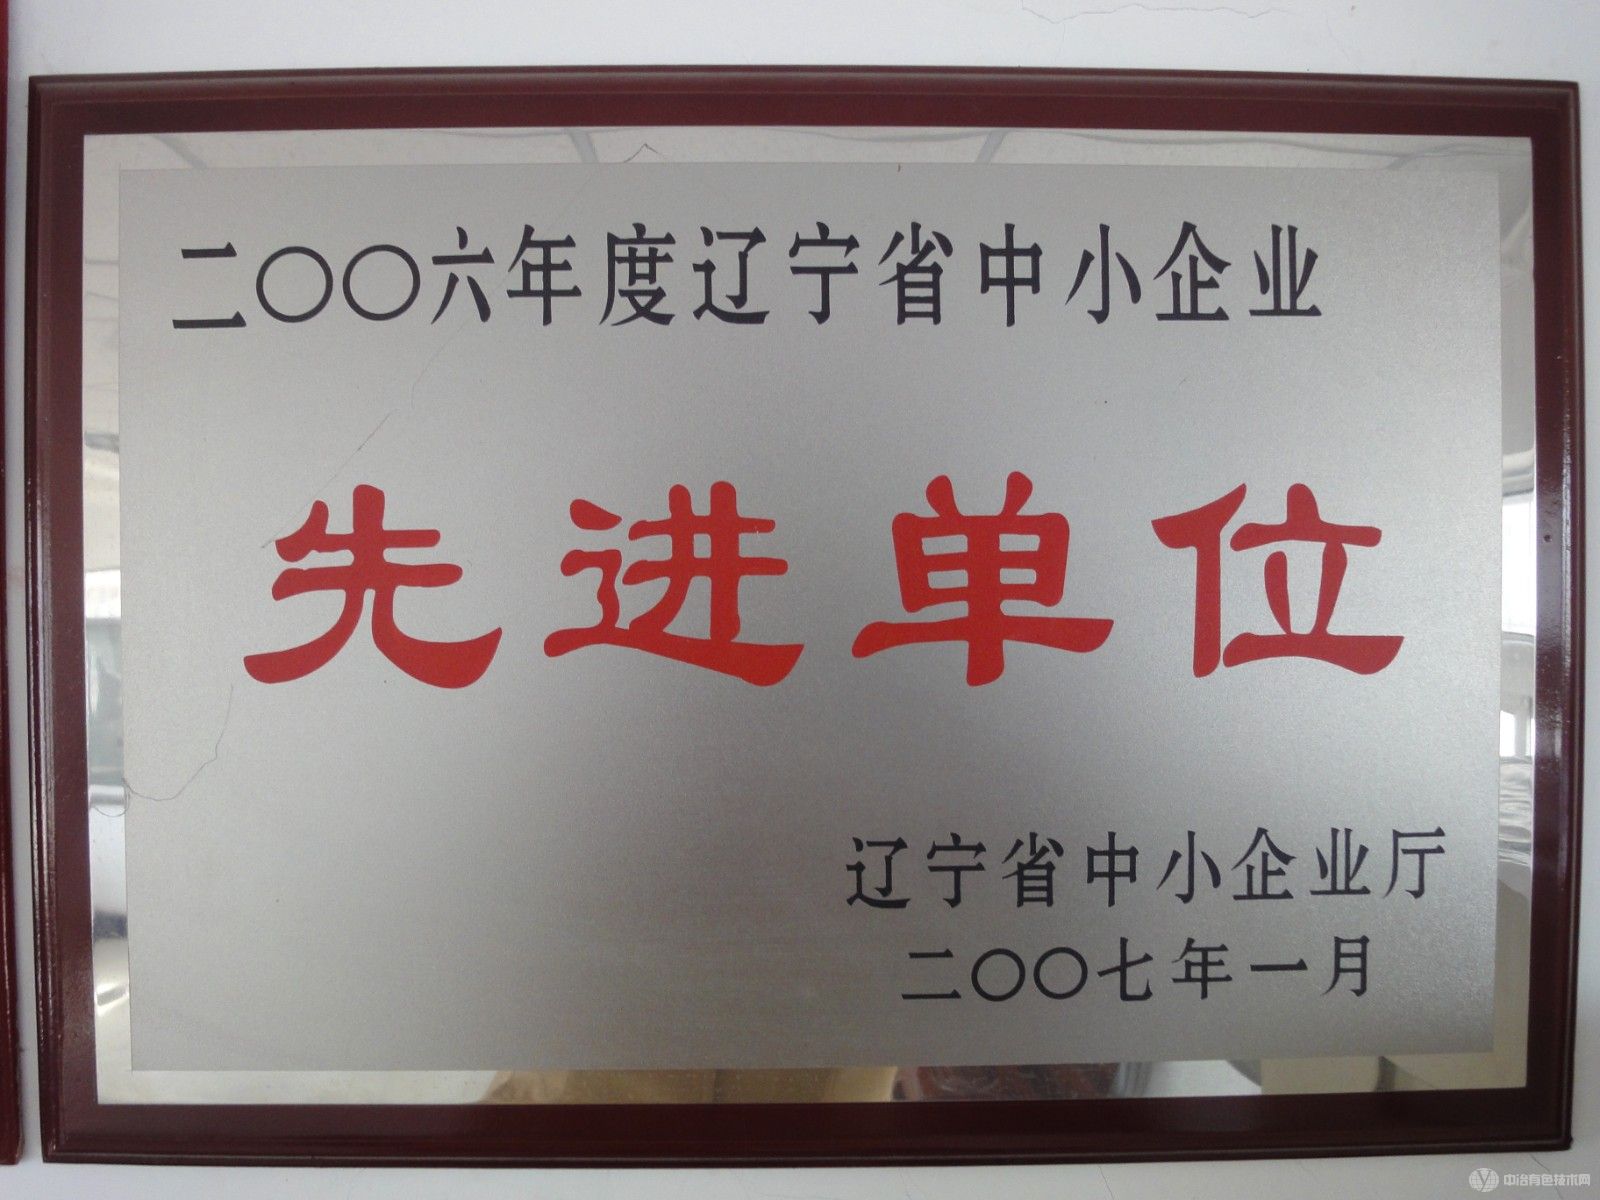 二〇〇六年度辽宁省中小企业
先进单位
辽宁省中小企业厅
二〇〇七年一月
中冶有色技术网